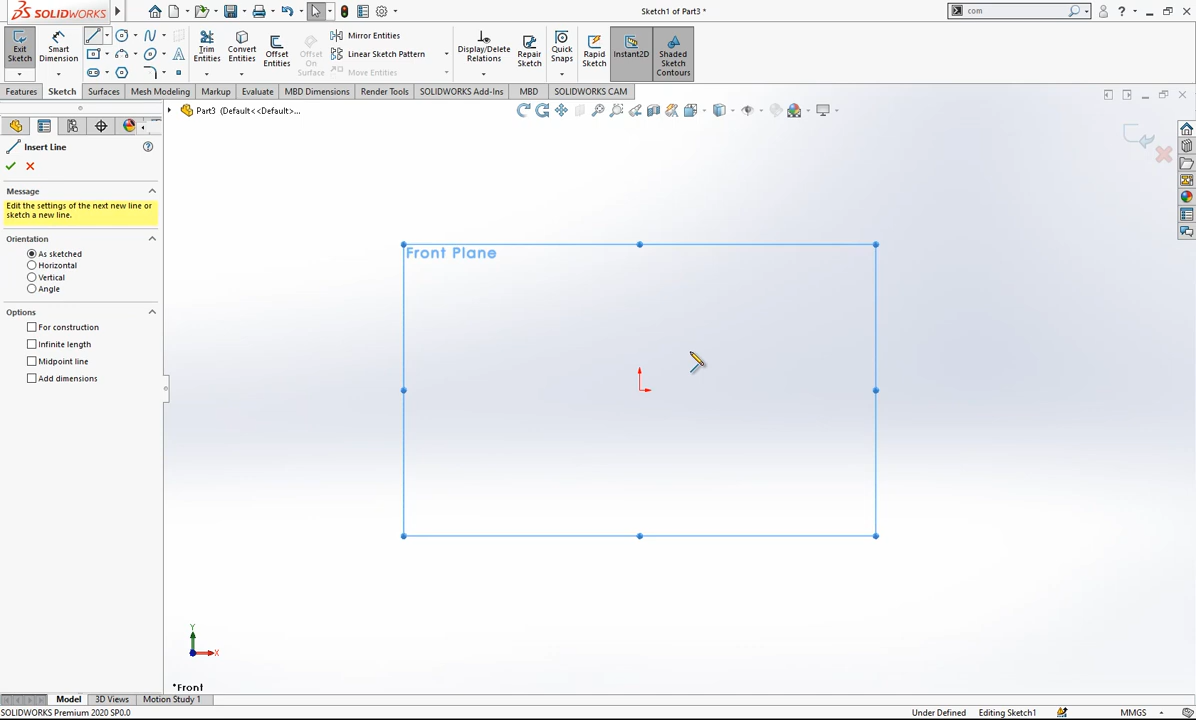 SOLIDWORKS
Sketch1 of Part3 *
com
Exit Sketch
Smart Dimension
Trim Entities
Convert Entities
Offset Entities
Offset On Surface
Mirror Entities
Linear Sketch Pattern
Move Entities
Display/Delete Relations
Repair Sketch
Quick Snaps
Rapid Sketch
Instant2D
Shaded Sketch Contours
Features
Sketch
Surfaces
Mesh Modeling
Markup
Evaluate
MBD Dimensions
Render Tools
SOLIDWORKS Add-Ins
MBD
SOLIDWORKS CAM
Part3 (Default<<Default>...
Insert Line
Message
Edit the settings of the next new line or
sketch a new line.
Orientation
As sketched
Horizontal
Vertical
Angle
Options
For construction
Infinite length
Midpoint line
Add dimensions
Front Plane
Y
X
*Front
Model
3D Views
Motion Study 1
SOLIDWORKS Premium 2020 SP0.0
Under Defined
Editing Sketch1
MMGS